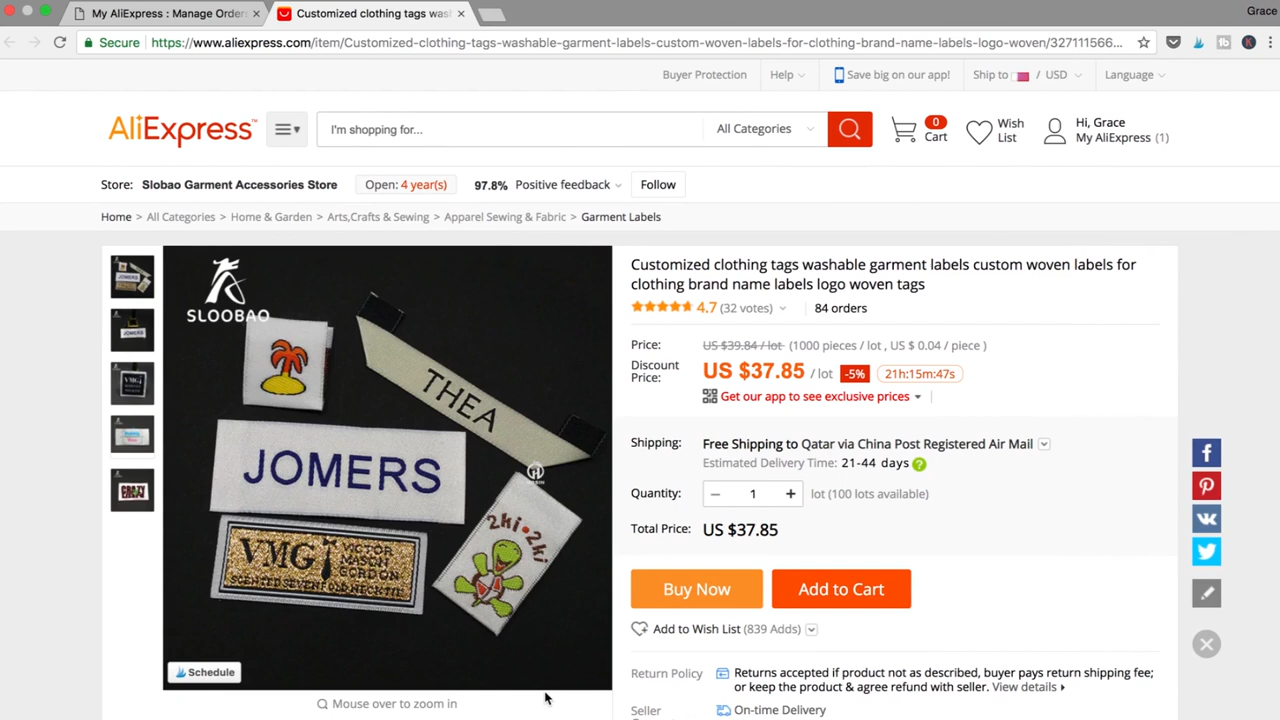 My AliExpress : Manage Order
Customized clothing tags was
Grace
Secure
https://www.aliexpress.com/item/Customized-clothing-tags-washable-garment-labels-custom-woven-labels-for-clothing-brand-name-labels-logo-woven/327111566...
Buyer Protection
Help
Save big on our app!
Ship to / USD
Language
AliExpress™
I'm shopping for...
All Categories
0
Cart
Wish
List
Hi, Grace
My AliExpress (1)
Store: Slobao Garment Accessories Store
Open: 4 year(s)
97.8% Positive feedback
Follow
Home > All Categories > Home & Garden > Arts,Crafts & Sewing > Apparel Sewing & Fabric > Garment Labels
SLOOBAO
THEA
JOMERS
VMG
VICTOR
MASON
GORDON
2ki•2ki
Schedule
Mouse over to zoom in
Customized clothing tags washable garment labels custom woven labels for
clothing brand name labels logo woven tags
4.7 (32 votes)
84 orders
Price: US $39.84 / lot (1000 pieces / lot , US $ 0.04 / piece )
Discount
Price:
US $37.85 / lot
-5%
21h:15m:47s
Get our app to see exclusive prices
Shipping: Free Shipping to Qatar via China Post Registered Air Mail
Estimated Delivery Time: 21-44 days
Quantity: − 1 + lot (100 lots available)
Total Price: US $37.85
Buy Now
Add to Cart
Add to Wish List (839 Adds)
Return Policy
Returns accepted if product not as described, buyer pays return shipping fee;
or keep the product & agree refund with seller. View details
Seller
On-time Delivery